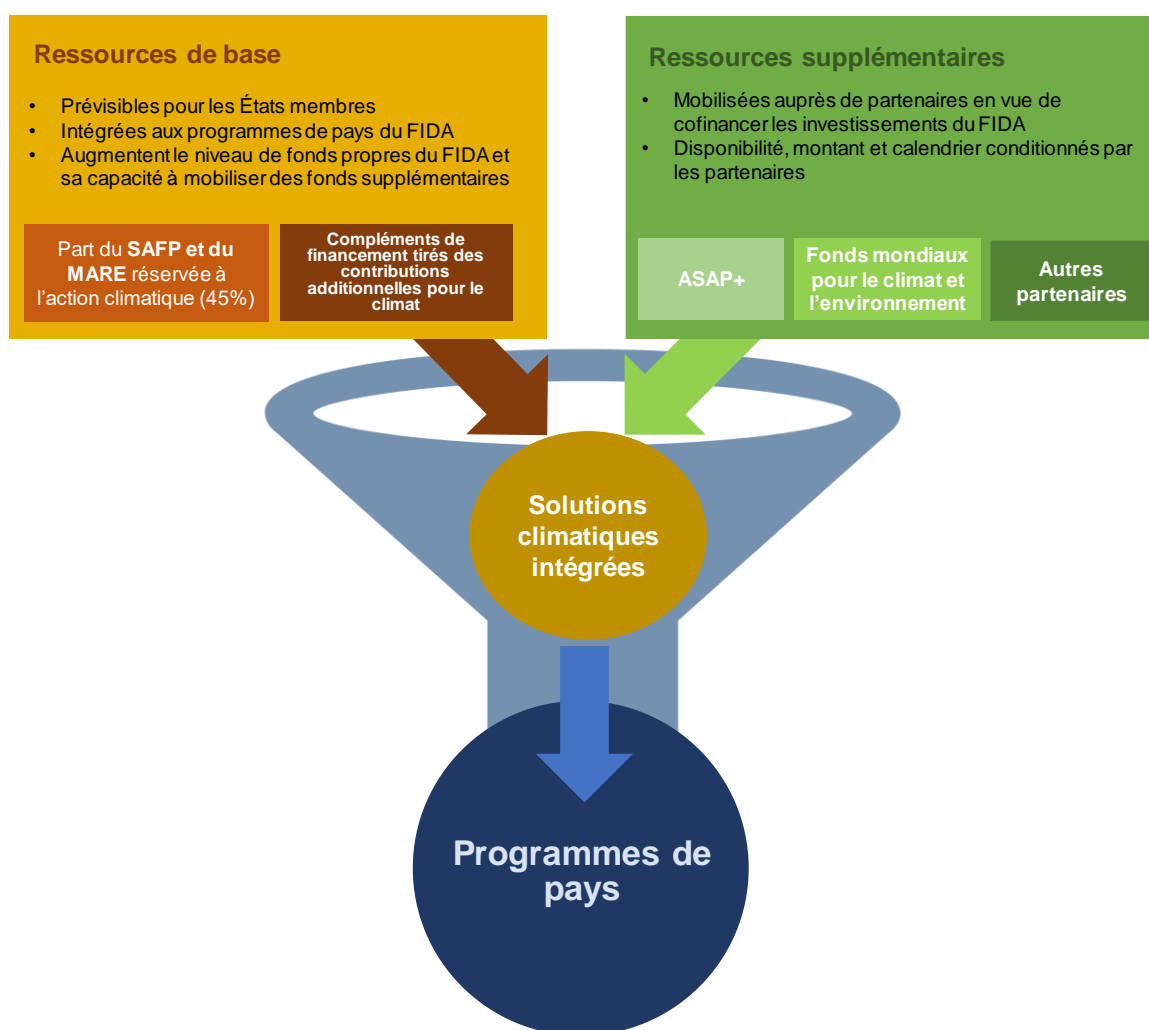 Ressources de base
• Prévisibles pour les États membres
• Intégrées aux programmes de pays du FIDA
• Augmentent le niveau de fonds propres du FIDA et
sa capacité à mobiliser des fonds supplémentaires
Part du SAFP et du
MARE réservée à
l’action climatique (45%)
Compléments de
financement tirés des
contributions
additionnelles pour le
climat
Ressources supplémentaires
• Mobilisées auprès de partenaires en vue de
cofinancer les investissements du FIDA
• Disponibilité, montant et calendrier conditionnés par
les partenaires
ASAP+
Fonds mondiaux
pour le climat et
l’environnement
Autres
partenaires
Solutions
climatiques
intégrées
Programmes de
pays